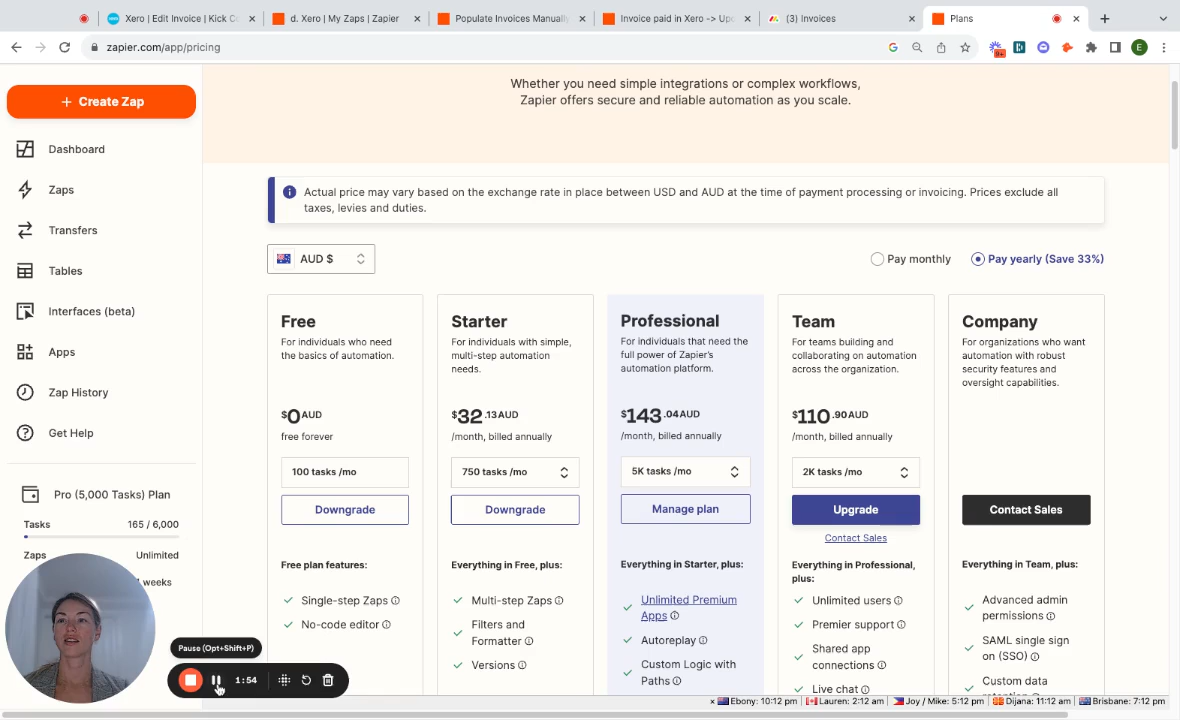 Xero | Edit Invoice | Kick Co
d. Xero | My Zaps | Zapier
Populate Invoices Manually
Invoice paid in Xero -> Upd
(3) Invoices
Plans
zapier.com/app/pricing
9+
E
Whether you need simple integrations or complex workflows,
Zapier offers secure and reliable automation as you scale.
+ Create Zap
Dashboard
Zaps
Transfers
Tables
Interfaces (beta)
Apps
Zap History
Get Help
Pro (5,000 Tasks) Plan
Tasks 165 / 6,000
Zaps Unlimited
weeks
Actual price may vary based on the exchange rate in place between USD and AUD at the time of payment processing or invoicing. Prices exclude all
taxes, levies and duties.
AUD $
Pay monthly
Pay yearly (Save 33%)
Free
For individuals who need
the basics of automation.
$0AUD
free forever
100 tasks /mo
Downgrade
Free plan features:
Single-step Zaps
No-code editor
Starter
For individuals with simple,
multi-step automation
needs.
$32.13AUD
/month, billed annually
750 tasks /mo
Downgrade
Everything in Free, plus:
Multi-step Zaps
Filters and
Formatter
Versions
Professional
For individuals that need the
full power of Zapier's
automation platform.
$143.04AUD
/month, billed annually
5K tasks /mo
Manage plan
Everything in Starter, plus:
Unlimited Premium
Apps
Autoreplay
Custom Logic with
Paths
Team
For teams building and
collaborating on automation
across the organization.
$110.90AUD
/month, billed annually
2K tasks /mo
Upgrade
Contact Sales
Everything in Professional,
plus:
Unlimited users
Premier support
Shared app
connections
Live chat
Company
For organizations who want
automation with robust
security features and
oversight capabilities.
Contact Sales
Everything in Team, plus:
Advanced admin
permissions
SAML single sign
on (SSO)
Custom data
Pause (Opt+Shift+P)
1:54
× Ebony: 10:12 pm | Lauren: 2:12 am | Joy / Mike: 5:12 pm | Dijana: 11:12 am | Brisbane: 7:12 pm